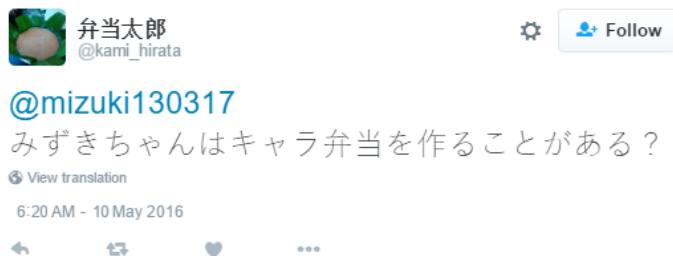 弁当太郎
Follow
@kami_hirata
@mizuki130317
みずきちゃんはキャラ弁当を作ることがある？
View translation
6:20 AM - 10 May 2016